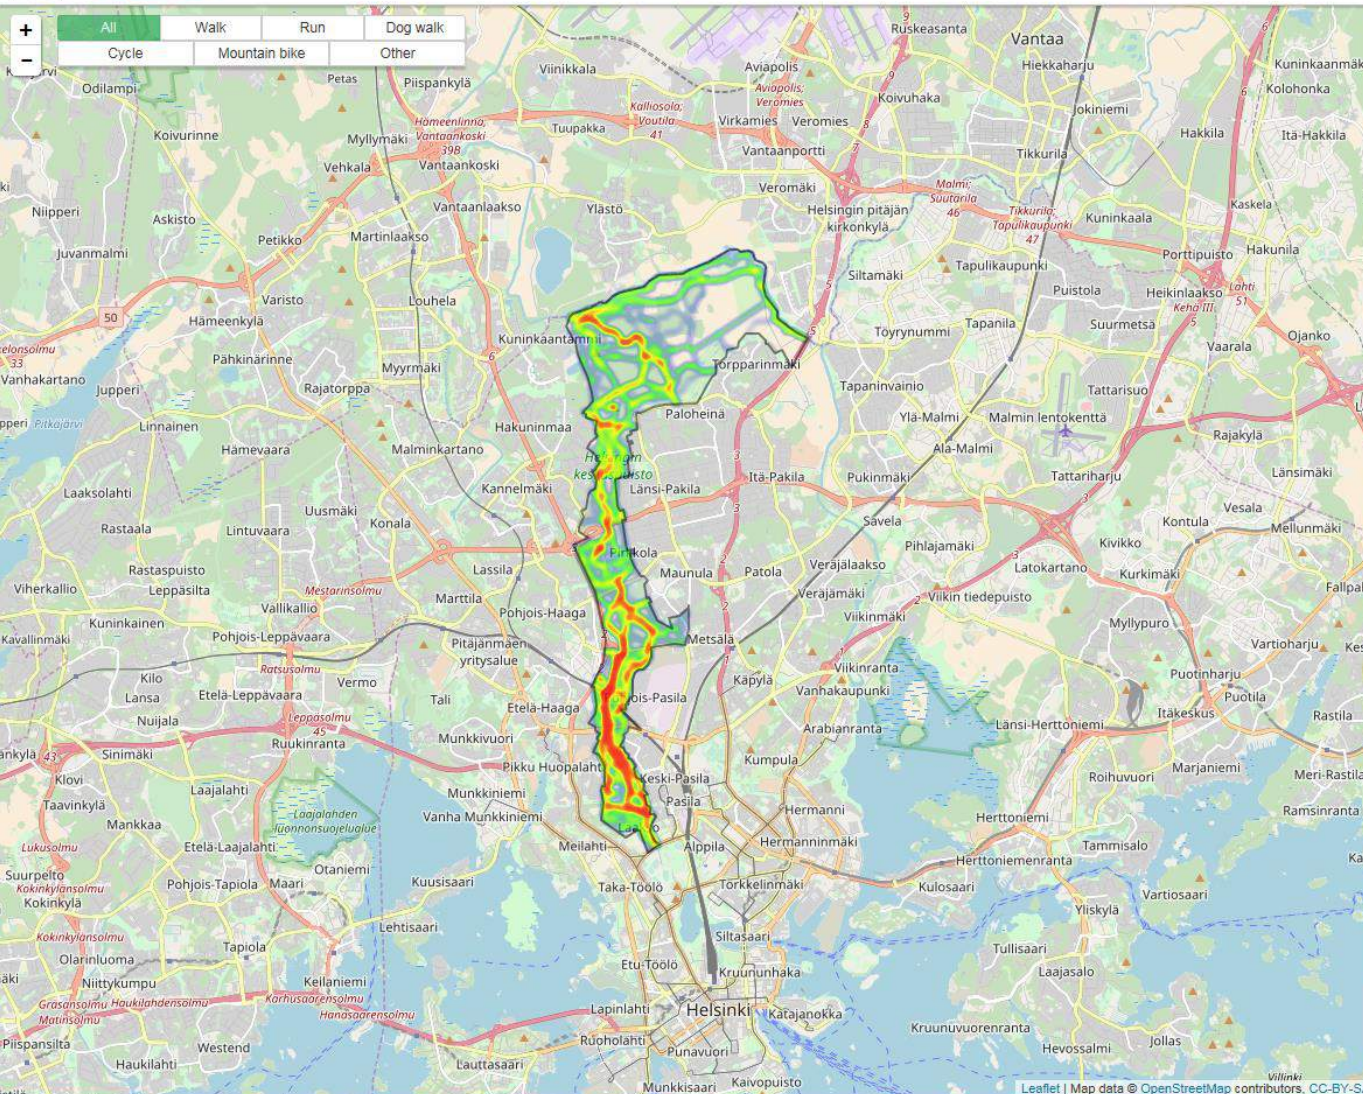 +
−
All
Walk
Run
Dog walk
Cycle
Mountain bike
Other
Ruskeasanta
Vantaa
Hiekkaharju
Kuninkaanmäk
Kolohonka
Odilampi
Petas
Piispankylä
Viinikkala
Aviapolis
Aviapolis;
Veromies
Koivuhaka
Jokiniemi
Koivurinne
Myllymäki
Hämeenlinna;
Vantaankoski
39B
Vantaankoski
Tuupakka
Kalliosola;
Voutila
41
Virkamies
Veromies
Vantaanportti
Hakkila
Itä-Hakkila
Tikkurila
Vehkala
Veromäki
Malmi;
Suutarila
46
Niipperi
Askisto
Vantaanlaakso
Ylästö
Helsingin pitäjän
kirkonkylä
Tikkurila;
Tapulikaupunki
47
Kuninkaala
Kaskela
Juvanmalmi
Petikko
Martinlaakso
Porttipuisto
Hakunila
Siltamäki
Tapulikaupunki
Puistola
Heikinlaakso
Lahti
51
Kehä III
Varisto
Louhela
50
Hämeenkylä
Kuninkaantammi
Töyrynummi
Tapanila
Suurmetsä
Ojanko
Vaarala
33
Vanhakartano
Pähkinärinne
Myyrmäki
Torpparinmäki
Jupperi
Rajatorppa
Tapaninvainio
Tattarisuo
Pitkäjärvi
Linnainen
Hakuninmaa
Paloheinä
Ylä-Malmi
Malmin lentokenttä
Rajakylä
Hämevaara
Malminkartano
Ala-Malmi
Länsimäki
Laaksolahti
Kannelmäki
Länsi-Pakila
Itä-Pakila
Pukinmäki
Tattariharju
Uusmäki
Konala
Vesala
Rastaala
Lintuvaara
Savela
Kontula
Mellunmäki
Pirkkola
Pihlajamäki
Kivikko
Rastaspuisto
Lassila
Maunula
Patola
Veräjälaakso
Latokartano
Kurkimäki
Viherkallio
Leppäsilta
Mestarinsolmu
Marttila
Veräjämäki
Viikin tiedepuisto
Vallikallio
Pohjois-Haaga
Viikinmäki
Myllypuro
Kuninkainen
Kavallinmäki
Pohjois-Leppävaara
Pitäjänmäen
yritysalue
Metsälä
Vartioharju
Ratsusolmu
Kilo
Vermo
Viikinranta
Puotinharju
Lansa
Etelä-Leppävaara
Tali
Käpylä
Vanhakaupunki
Puotila
Etelä-Haaga
Itäkeskus
Nuijala
Leppäsolmu
45
Arabianranta
Länsi-Herttoniemi
Rastila
Sinimäki
Ruukinranta
Munkkivuori
43
Klovi
Pikku Huopalahti
Keski-Pasila
Kumpula
Roihuvuori
Marjaniemi
Meri-Rastila
Taavinkylä
Laajalahti
Munkkiniemi
Pasila
Hermanni
Ramsinranta
Mankkaa
Laajalahden
luonnonsuojelualue
Vanha Munkkiniemi
Herttoniemi
Lukusolmu
Etelä-Laajalahti
Meilahti
Alppila
Hermanninmäki
Tammisalo
Suurpelto
Otaniemi
Herttoniemenranta
Kokinkylänsolmu
Kokinkylä
Pohjois-Tapiola
Maari
Kuusisaari
Taka-Töölö
Torkkelinmäki
Kulosaari
Vartiosaari
Lehtisaari
Yliskylä
Kokinkylänsolmu
Tapiola
Siltasaari
Tullisaari
Olarinluoma
Etu-Töölö
Laajasalo
Niittykumpu
Keilaniemi
Kruununhaka
Grasansolmu
Haukilahdensolmu
Karhusaarensolmu
Matinsolmu
Hanasaarensolmu
Lapinlahti
Helsinki
Katajanokka
Kruunuvuorenranta
Piispansilta
Westend
Ruoholahti
Hevossalmi
Jollas
Haukilahti
Lauttasaari
Punavuori
Munkkisaari
Kaivopuisto
Villinki
Leaflet | Map data © OpenStreetMap contributors, CC-BY-SA